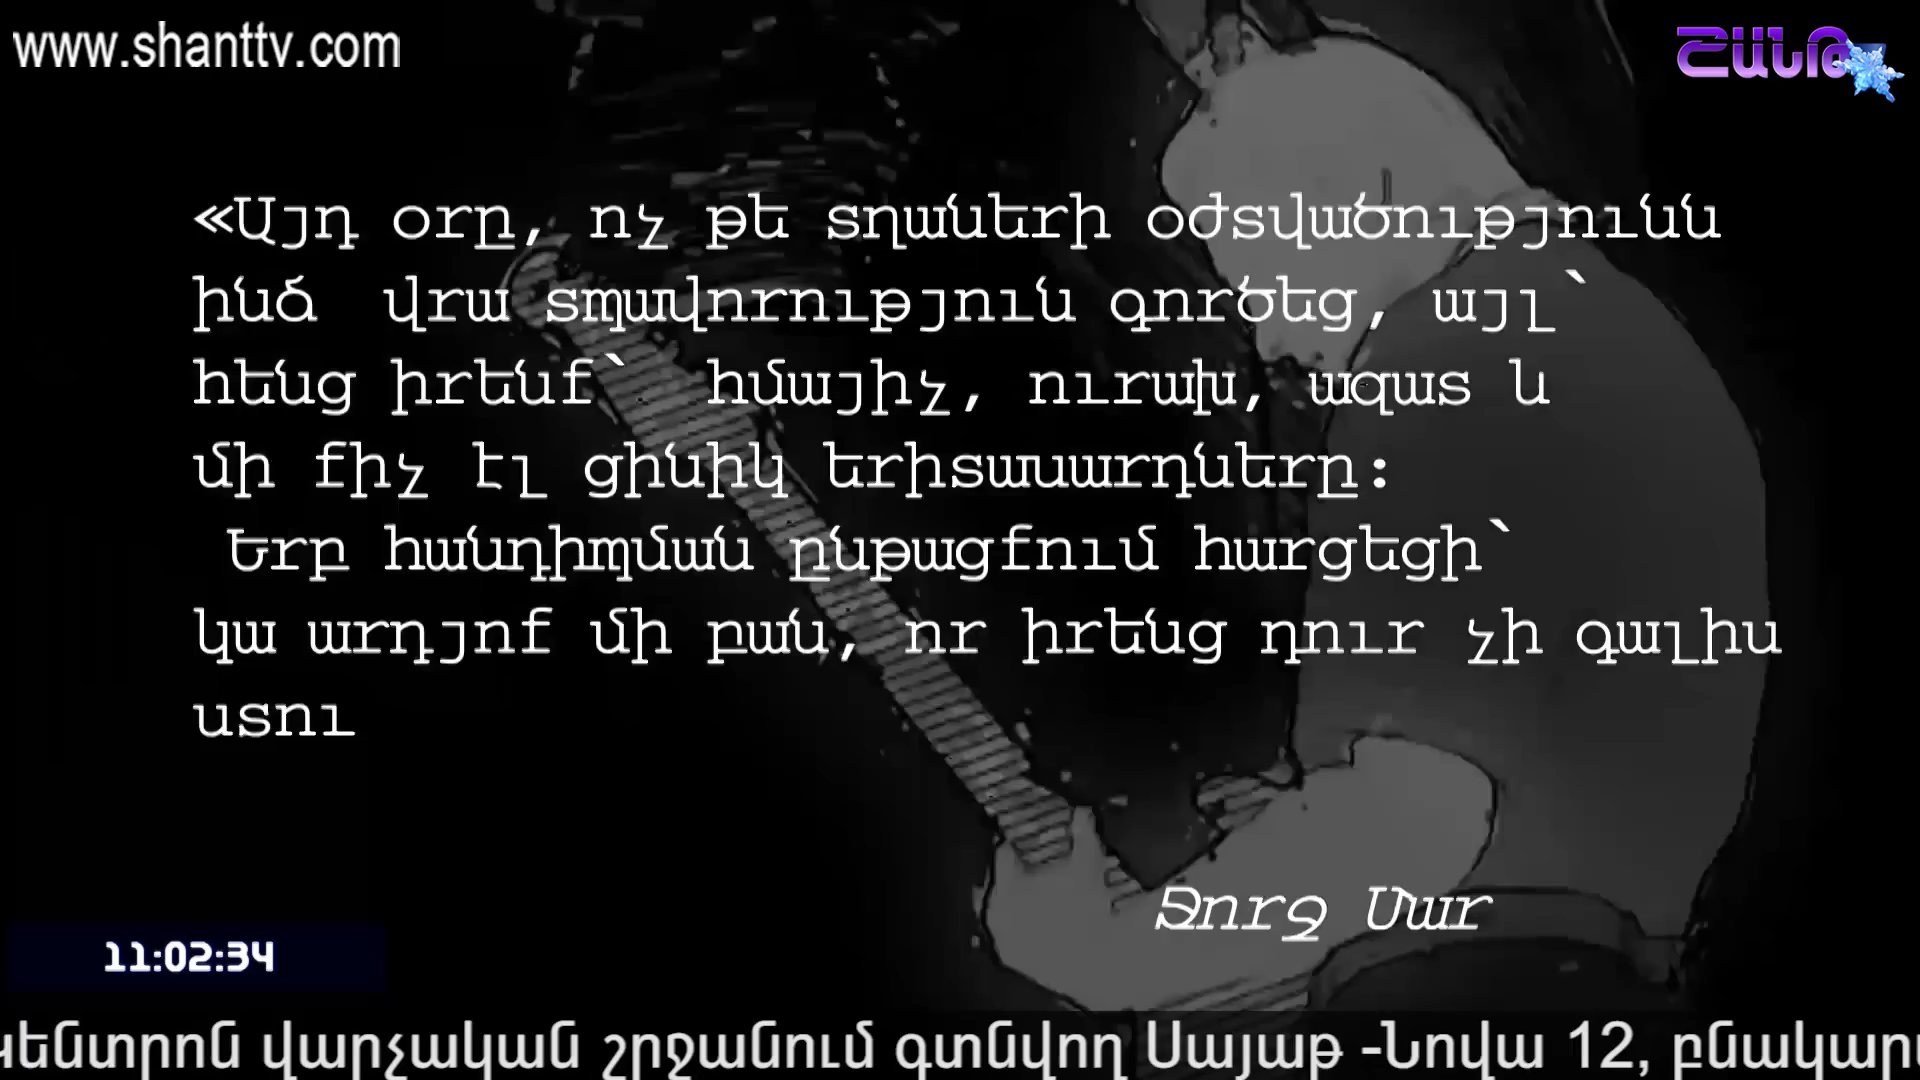 www.shanttv.com
ՇԱՆԹ
«Այդ օրը, ոչ թե տղաների օժտվածությունն
ինձ  վրա տպավորություն գործեց, այլ՝
հենց իրենք՝ հմայիչ, ուրախ, ազատ և
մի քիչ էլ ցինիկ երիտասարդները:
Երբ հանդիպման ընթացքում հարցեցի՝
կա արդյոք մի բան, որ իրենց դուր չի գալիս
ստու
Ջորջ Մար
11:02:34
կենտրոն վարչական շրջանում գտնվող Սայաթ -Նովա 12,